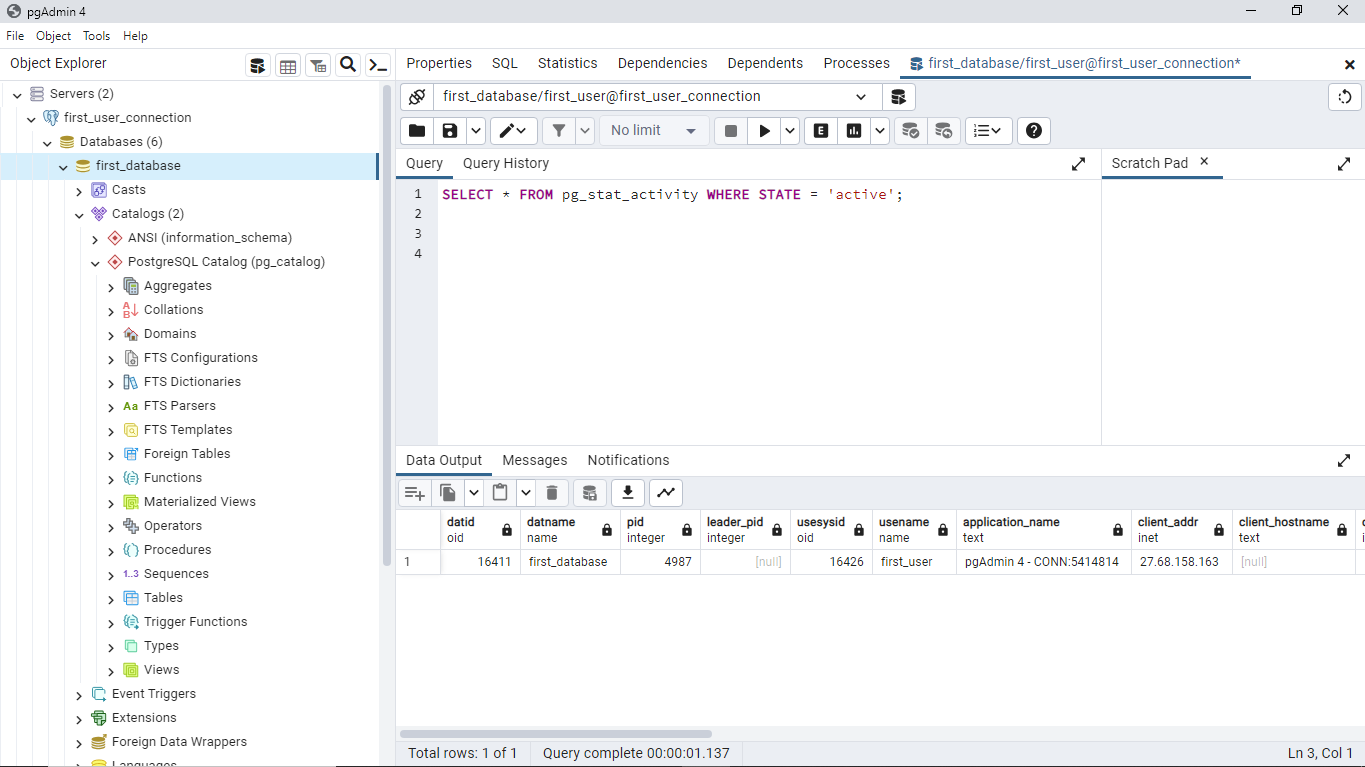 pgAdmin 4
File Object Tools Help
Object Explorer
Servers (2)
first_user_connection
Databases (6)
first_database
Casts
Catalogs (2)
ANSI (information_schema)
PostgreSQL Catalog (pg_catalog)
Aggregates
Collations
Domains
FTS Configurations
FTS Dictionaries
Aa FTS Parsers
FTS Templates
Foreign Tables
Functions
Materialized Views
Operators
Procedures
1..3 Sequences
Tables
Trigger Functions
Types
Views
Event Triggers
Extensions
Foreign Data Wrappers
Languages
Properties SQL Statistics Dependencies Dependents Processes first_database/first_user@first_user_connection*
first_database/first_user@first_user_connection
No limit E
Query Query History
Scratch Pad
1 SELECT * FROM pg_stat_activity WHERE STATE = 'active';
2
3
4
Data Output Messages Notifications
datid datname pid leader_pid usesysid usename application_name client_addr client_hostname
oid name integer integer oid name text inet text
1 16411 first_database 4987 [null] 16426 first_user pgAdmin 4 - CONN:5414814 27.68.158.163 [null]
Total rows: 1 of 1 Query complete 00:00:01.137 Ln 3, Col 1